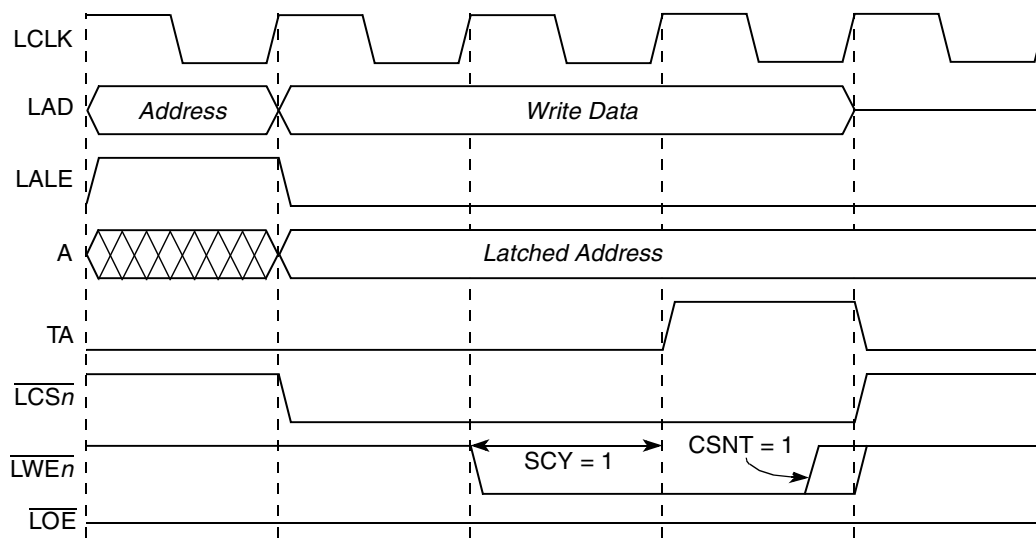 LCLK
LAD Address Write Data
LALE
A Latched Address
TA
LCSn
LWEn SCY = 1 CSNT = 1
LOE